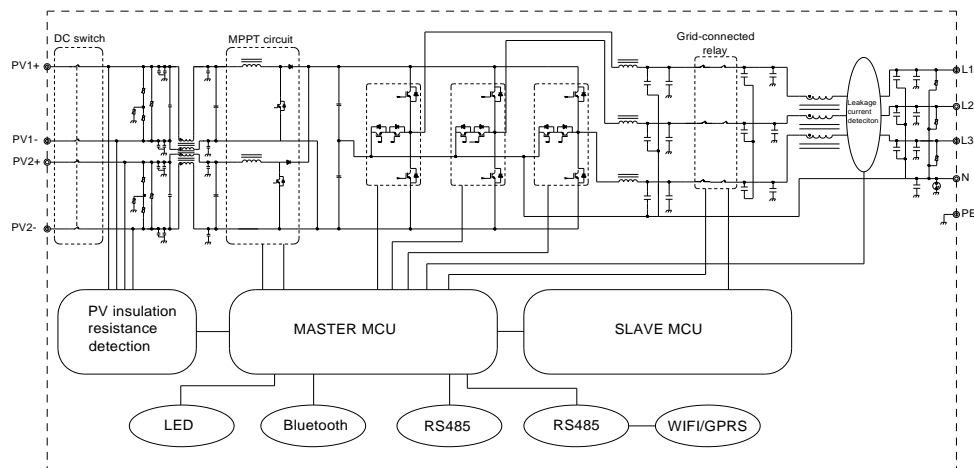 DC switch
MPPT circuit
Grid-connected
relay
PV1+
PV1-
PV2+
PV2-
Leakage
current deteciton
L1
L2
L3
N
PE
PV insulation
resistance
detection
MASTER MCU
SLAVE MCU
LED
Bluetooth
RS485
RS485
WIFI/GPRS